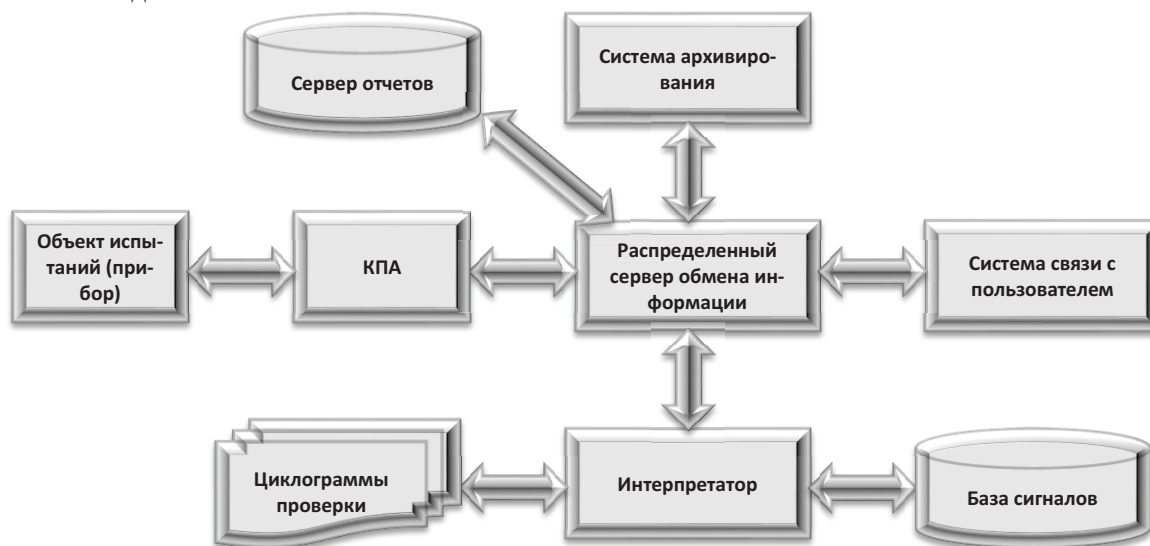 Сервер отчетов
Система архивиро-
вания
Объект испы-
таний (при-
бор)
КПА
Распределенный
сервер обмена ин-
формации
Система связи с
пользователем
Циклограммы
проверки
Интерпретатор
База сигналов